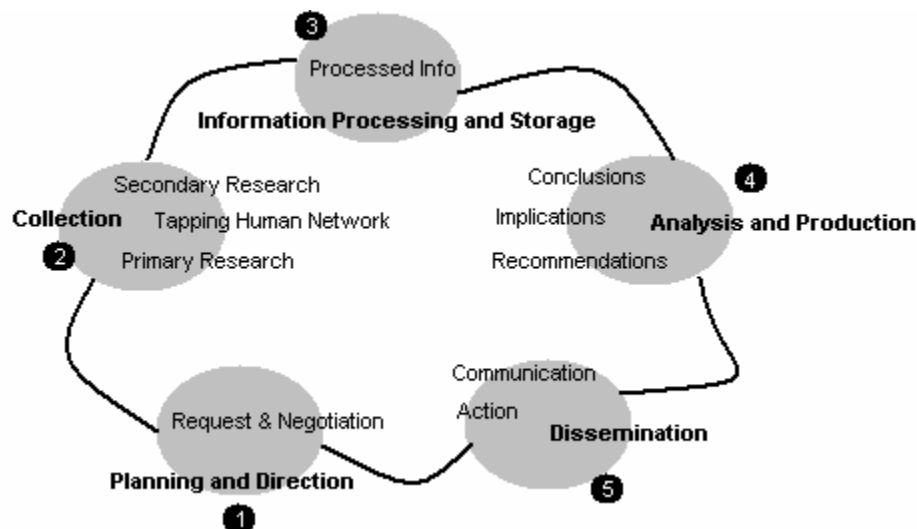 3
Processed Info
Information Processing and Storage
Secondary Research
Collection
Tapping Human Network
2
Primary Research
Conclusions
4
Implications
Analysis and Production
Recommendations
Communication
Request & Negotiation
Action
Dissemination
Planning and Direction
5
1